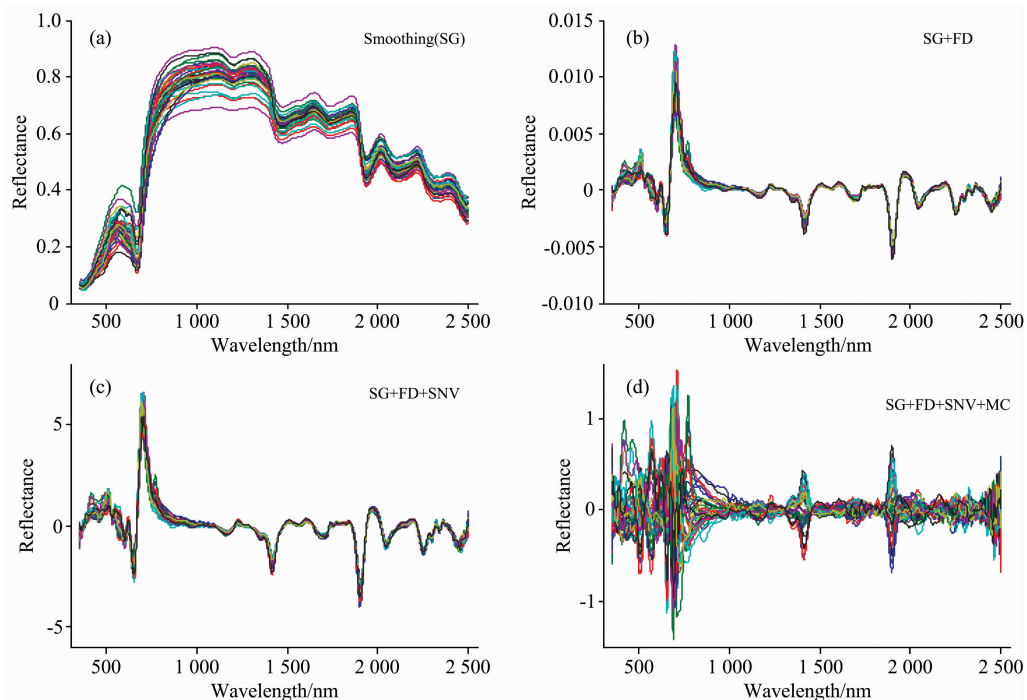 (a)
Smoothing(SG)
Reflectance
1.0
0.8
0.6
0.4
0.2
0
500
1 000
1 500
2 000
2 500
Wavelength/nm
(b)
SG+FD
Reflectance
0.015
0.010
0.005
0
-0.005
-0.010
500
1 000
1 500
2 000
2 500
Wavelength/nm
(c)
SG+FD+SNV
Reflectance
5
0
-5
500
1 000
1 500
2 000
2 500
Wavelength/nm
(d)
SG+FD+SNV+MC
Reflectance
1
0
-1
500
1 000
1 500
2 000
2 500
Wavelength/nm